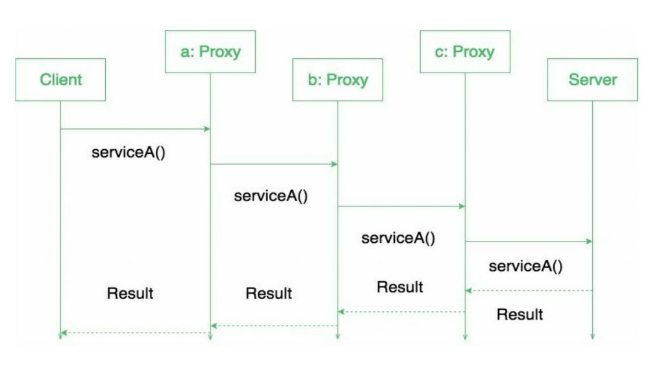 a: Proxy
c: Proxy
Client
b: Proxy
Server
serviceA()
serviceA()
serviceA()
serviceA()
Result
Result
Result
Result